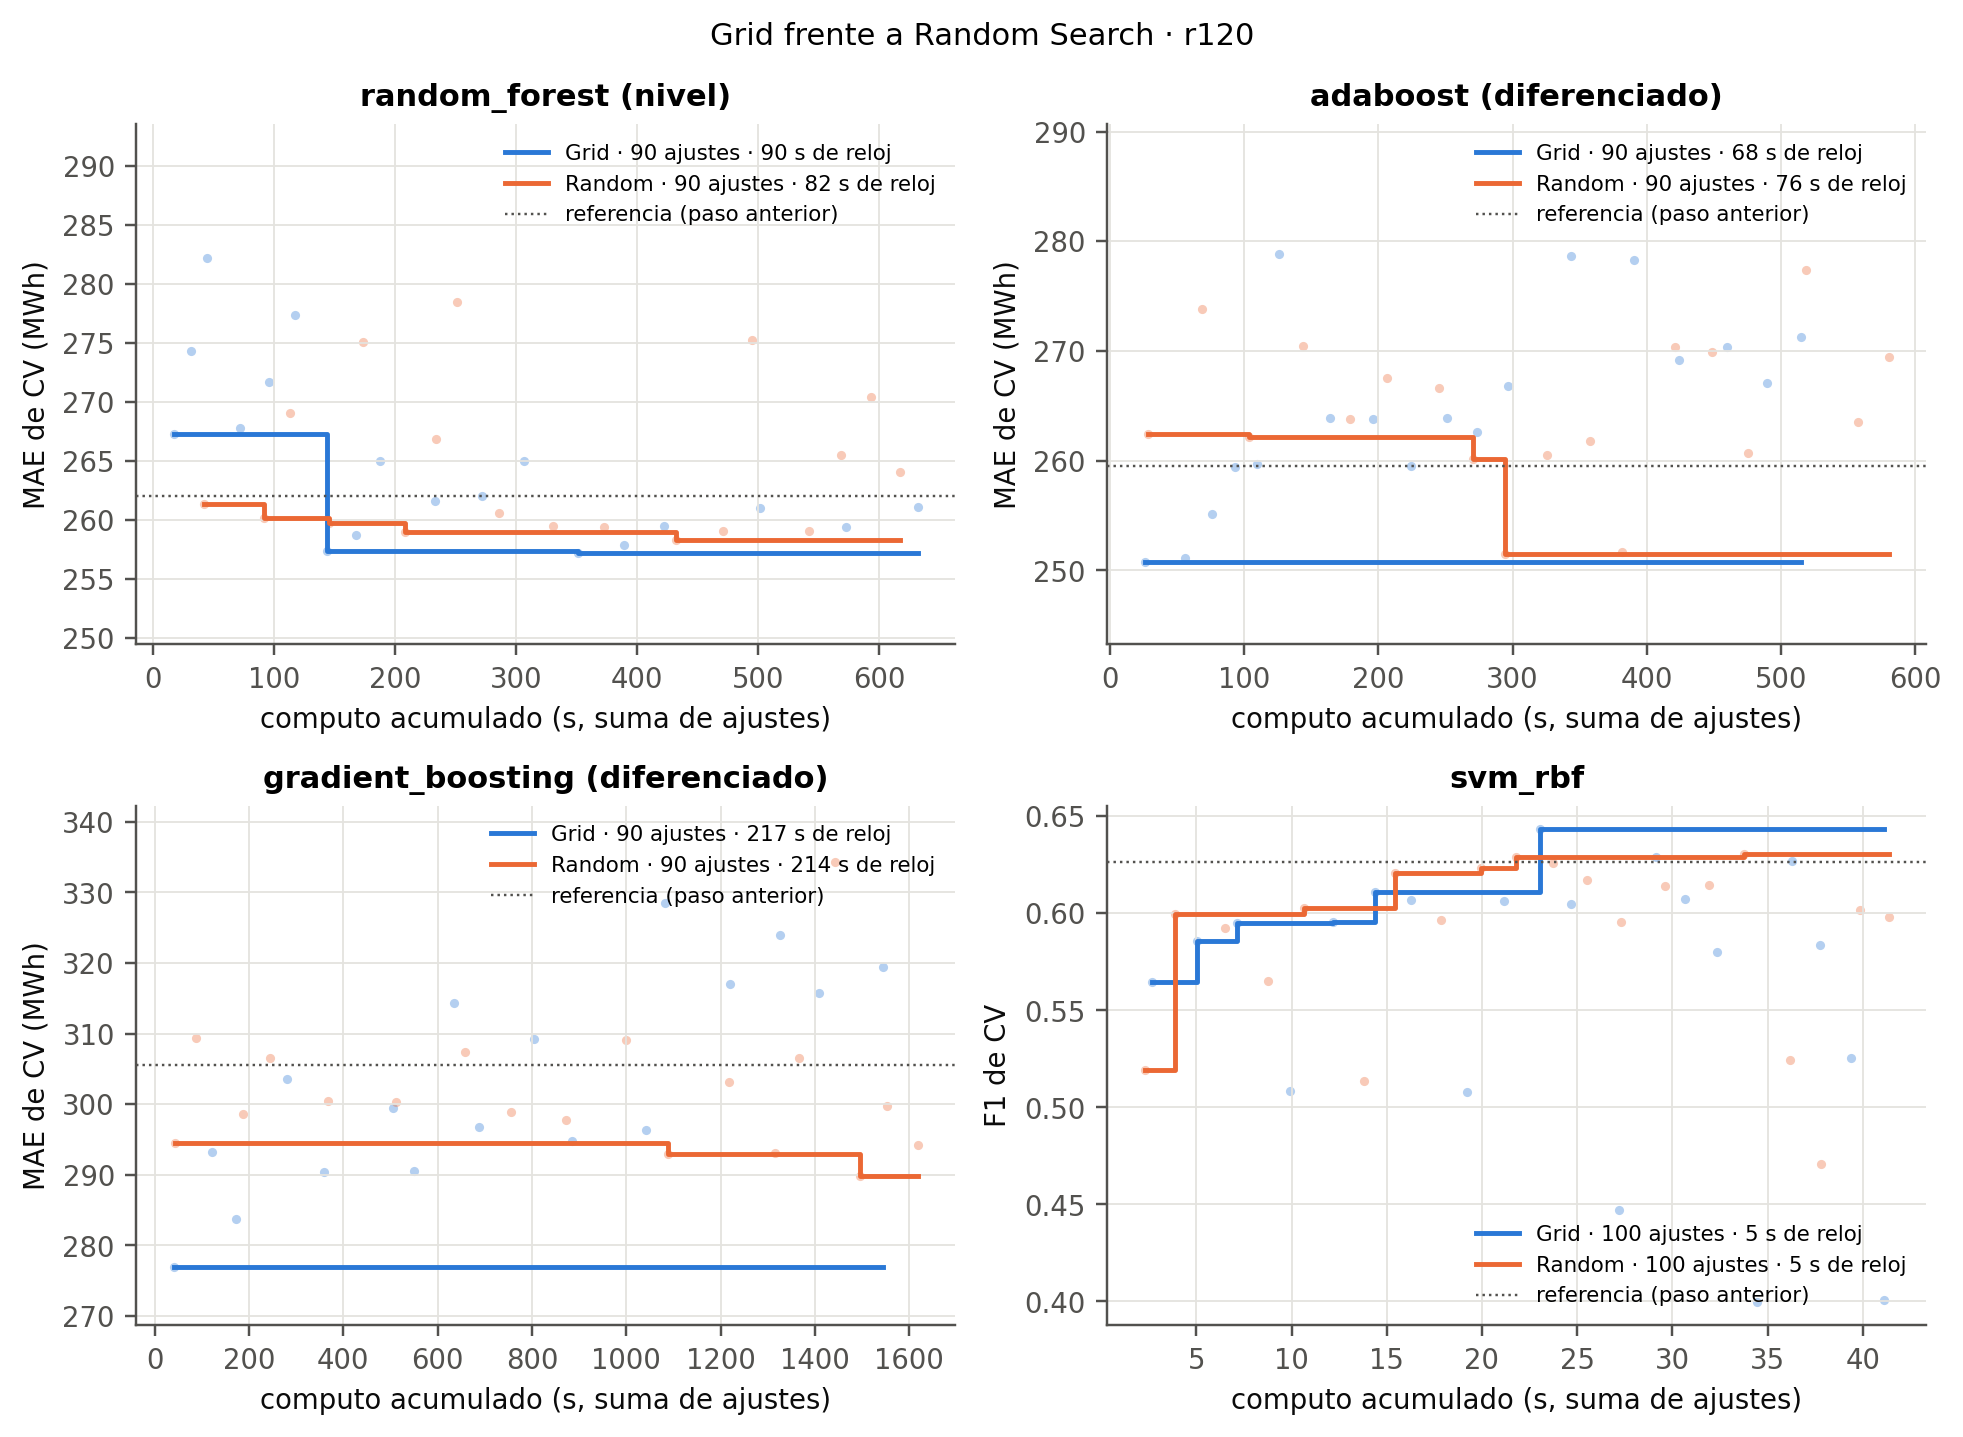 Grid frente a Random Search · r120
random_forest (nivel)
Grid · 90 ajustes · 90 s de reloj
Random · 90 ajustes · 82 s de reloj
referencia (paso anterior)
MAE de CV (MWh)
290
285
280
275
270
265
260
255
250
0 100 200 300 400 500 600
computo acumulado (s, suma de ajustes)
adaboost (diferenciado)
Grid · 90 ajustes · 68 s de reloj
Random · 90 ajustes · 76 s de reloj
referencia (paso anterior)
MAE de CV (MWh)
290
280
270
260
250
0 100 200 300 400 500 600
computo acumulado (s, suma de ajustes)
gradient_boosting (diferenciado)
Grid · 90 ajustes · 217 s de reloj
Random · 90 ajustes · 214 s de reloj
referencia (paso anterior)
MAE de CV (MWh)
340
330
320
310
300
290
280
270
0 200 400 600 800 1000 1200 1400 1600
computo acumulado (s, suma de ajustes)
svm_rbf
F1 de CV
0.65
0.60
0.55
0.50
0.45
0.40
Grid · 100 ajustes · 5 s de reloj
Random · 100 ajustes · 5 s de reloj
referencia (paso anterior)
5 10 15 20 25 30 35 40
computo acumulado (s, suma de ajustes)